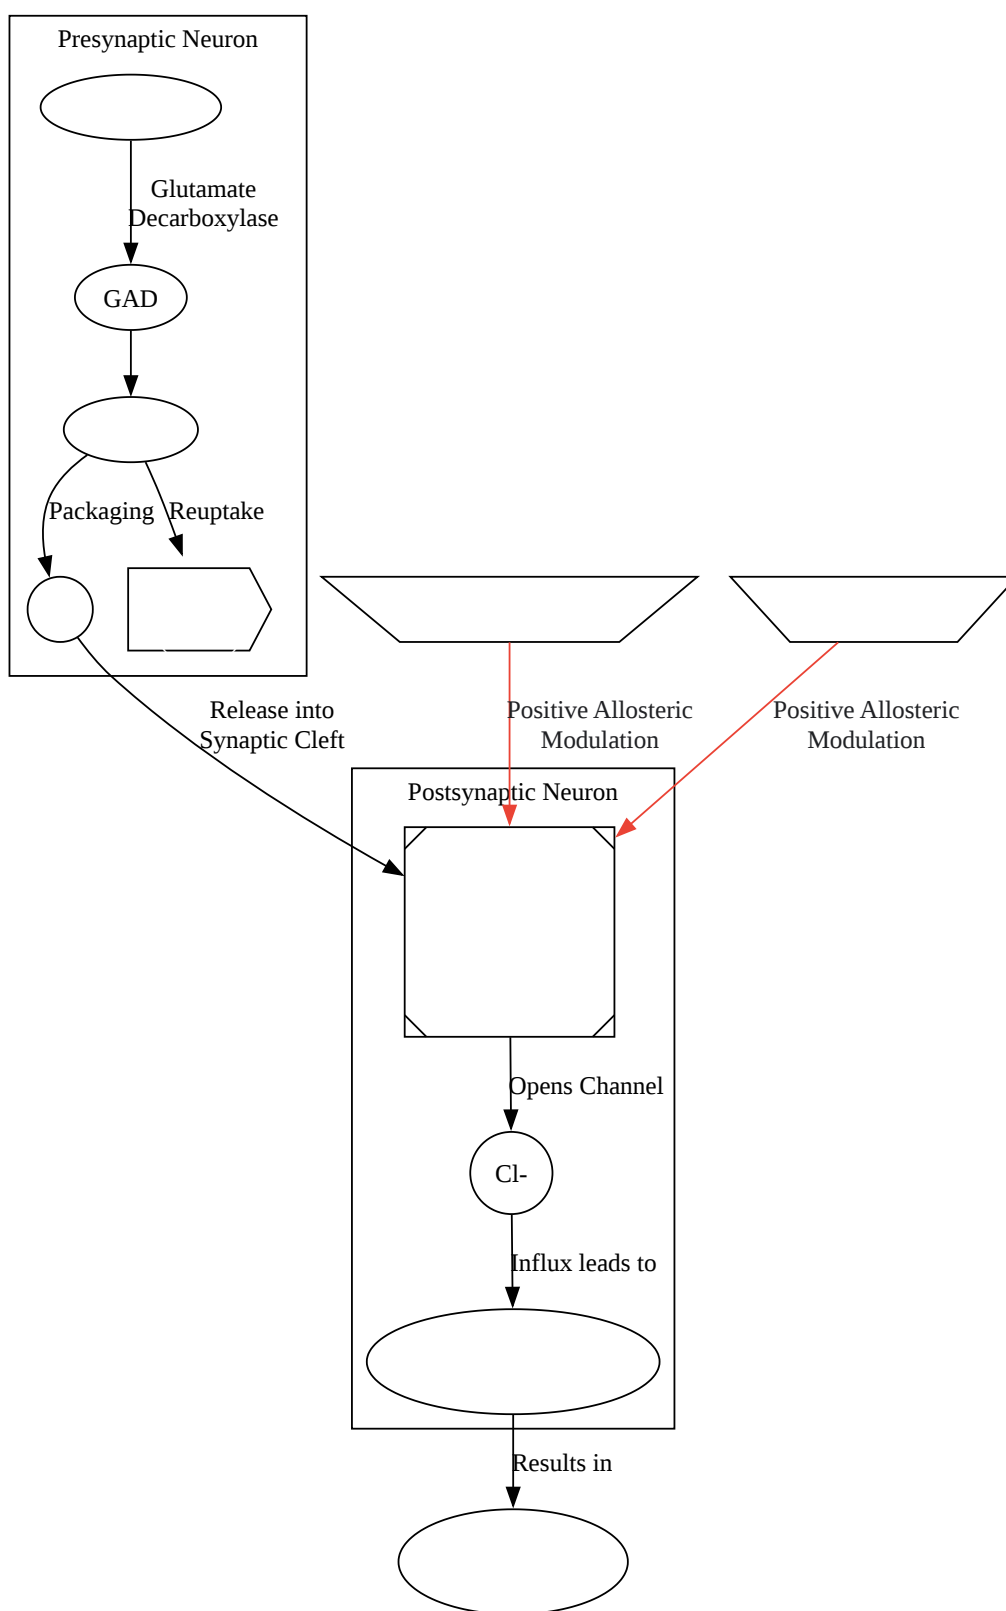 Presynaptic Neuron
Glutamate
Decarboxylase
GAD
Packaging
Reuptake
Release into
Synaptic Cleft
Positive Allosteric
Modulation
Positive Allosteric
Modulation
Postsynaptic Neuron
Opens Channel
Cl-
Influx leads to
Results in